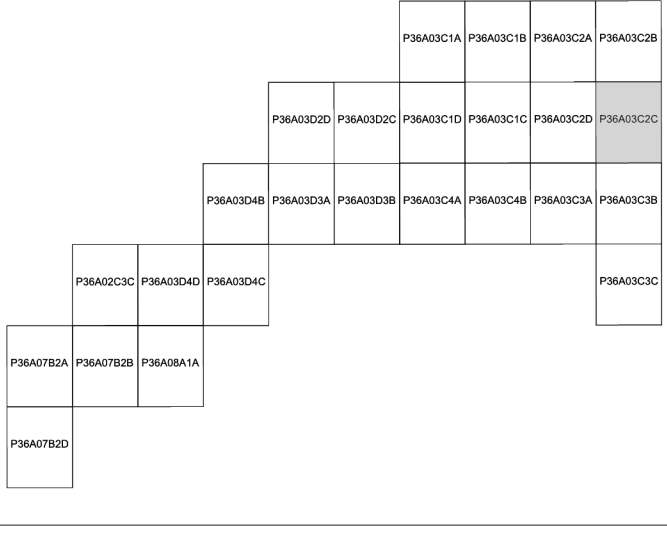 P36A03C1A P36A03C1B P36A03C2A P36A03C2B
P36A03D2D P36A03D2C P36A03C1D P36A03C1C P36A03C2D P36A03C2C
P36A03D4B P36A03D3A P36A03D3B P36A03C4A P36A03C4B P36A03C3A P36A03C3B
P36A02C3C P36A03D4D P36A03D4C P36A03C3C
P36A07B2A P36A07B2B P36A08A1A
P36A07B2D